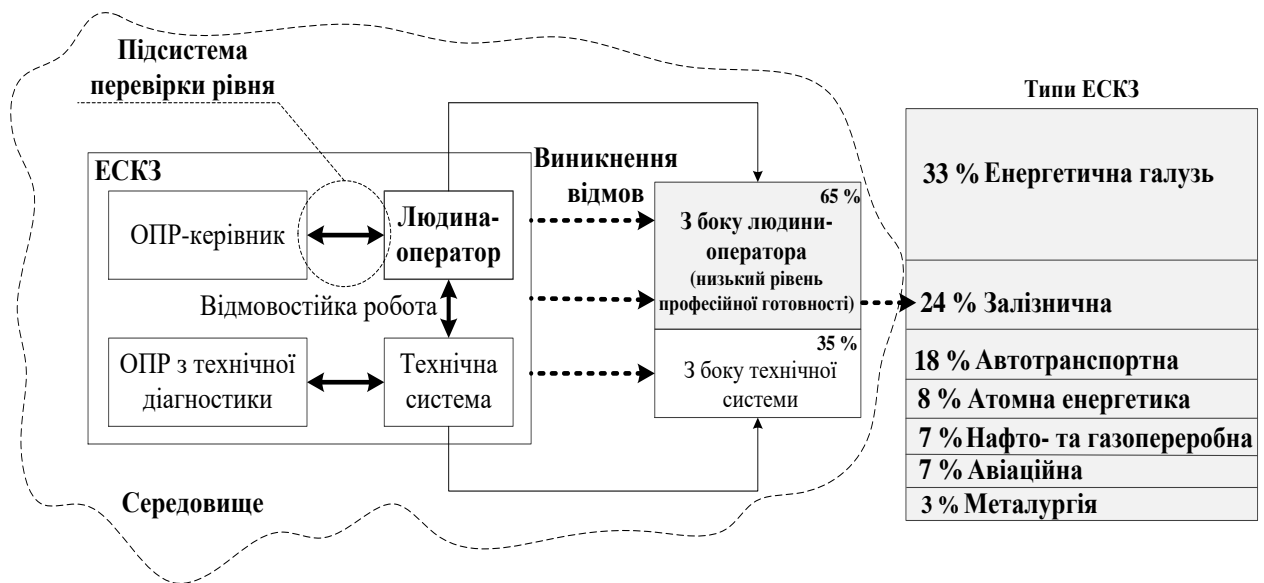 Підсистема
перевірки рівня
ЕСКЗ
ОПР-керівник
Людина-
оператор
Відмовостійка робота
ОПР з технічної
діагностики
Технічна
система
Середовище
Виникнення
відмов
65 %
З боку людини-
оператора
(низький рівень
професійної готовності)
35 %
З боку технічної
системи
Типи ЕСКЗ
33 % Енергетична галузь
24 % Залізнична
18 % Автотранспортна
8 % Атомна енергетика
7 % Нафто- та газопереробна
7 % Авіаційна
3 % Металургія